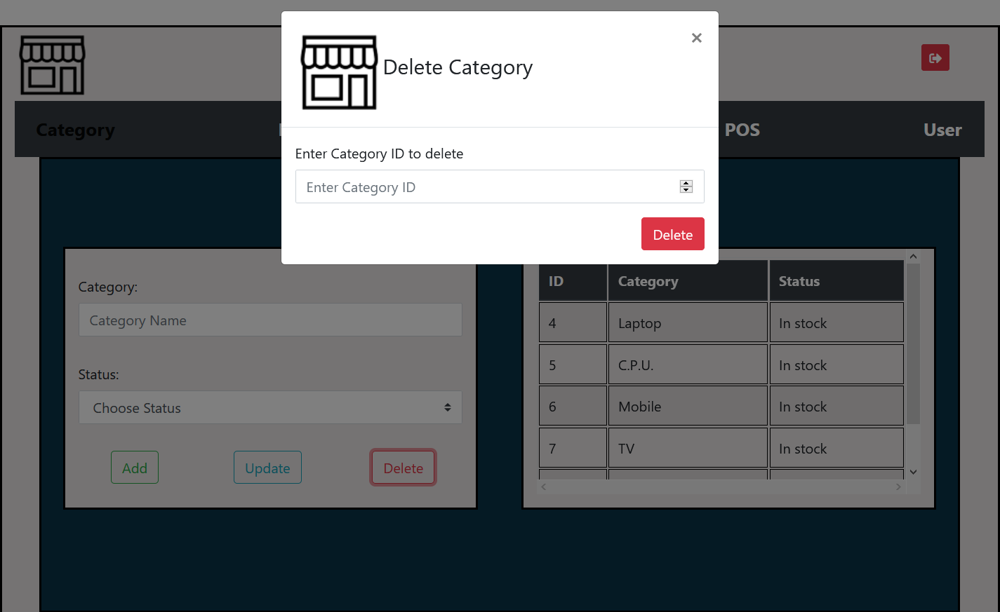 Delete Category
×
Enter Category ID to delete
Enter Category ID
Delete
Category
POS
User
Category:
Category Name
Status:
Choose Status
Add Update Delete
ID Category Status
4 Laptop In stock
5 C.P.U. In stock
6 Mobile In stock
7 TV In stock